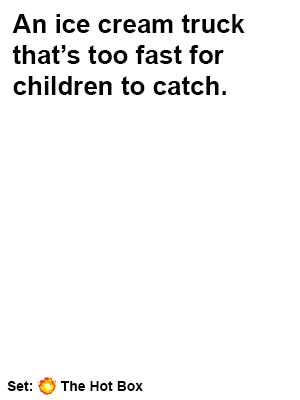 An ice cream truck
that’s too fast for
children to catch.
Set: The Hot Box